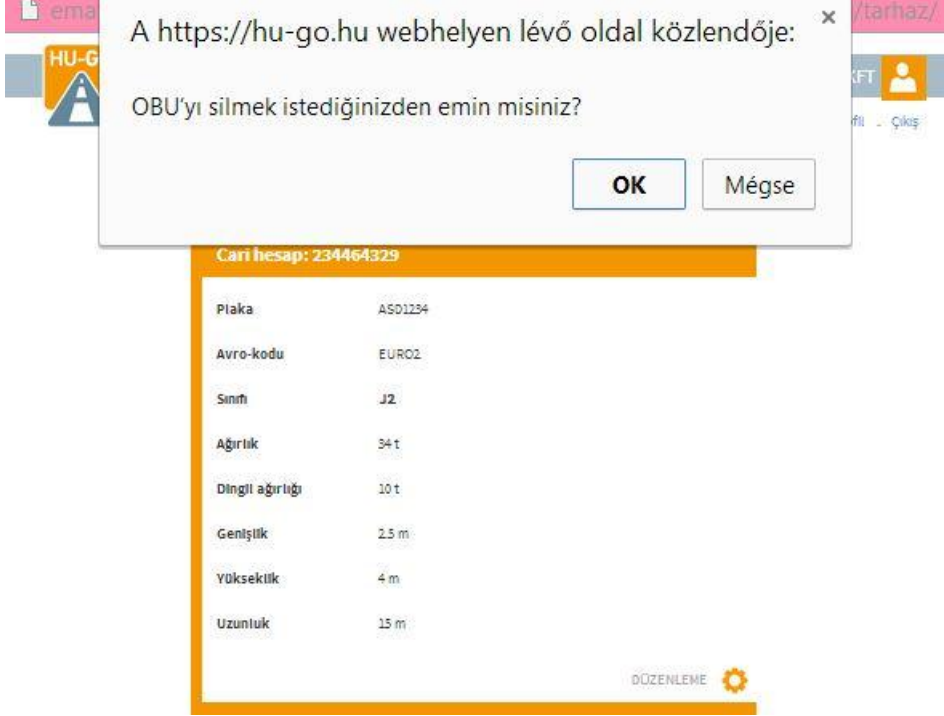 A https://hu-go.hu webhelyen lévő oldal közlendője:
/tarhaz/
HU-G
OBU'yı silmek istediğinizden emin misiniz?
Çıkış
OK
Mégse
Cari hesap: 234464329
Plaka ASD1234
Avro-kodu EURO2
Sınıfı J2
Ağırlık 34 t
Dingil ağırlığı 10 t
Genişlik 2.5 m
Yükseklik 4 m
Uzunluk 15 m
DÜZENLEME